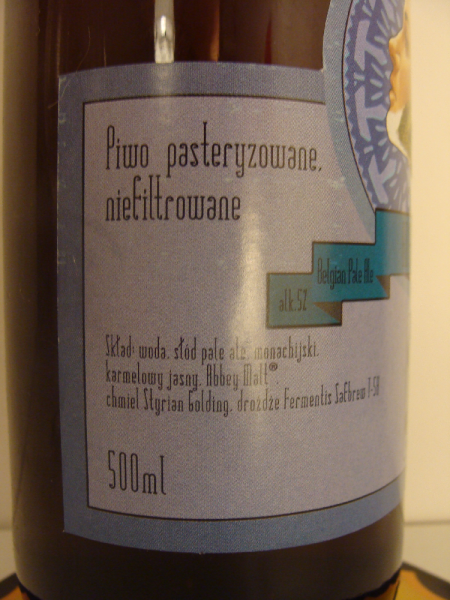 Piwo pasteryzowane,
niefiltrowane
Belgian Pale Ale
alk.5%
Skład: woda, słód pale ale, monachijski,
karmelowy jasny, Abbey Malt®,
chmiel Styrian Golding, drożdże Fermentis Safbrew T-58
500ml